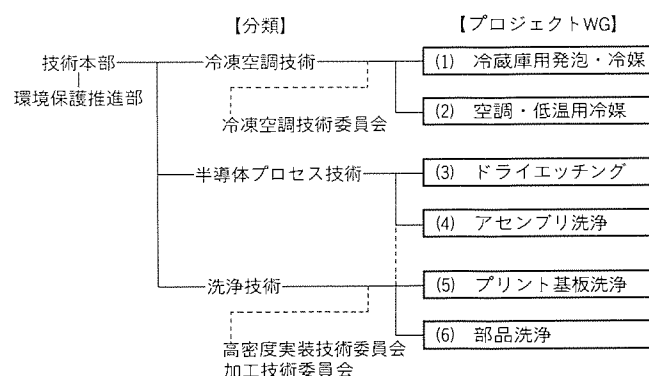 【分類】
【プロジェクトWG】
技術本部
環境保護推進部
冷凍空調技術
冷凍空調技術委員会
(1) 冷蔵庫用発泡・冷媒
(2) 空調・低温用冷媒
半導体プロセス技術
(3) ドライエッチング
(4) アセンブリ洗浄
洗浄技術
高密度実装技術委員会
加工技術委員会
(5) プリント基板洗浄
(6) 部品洗浄